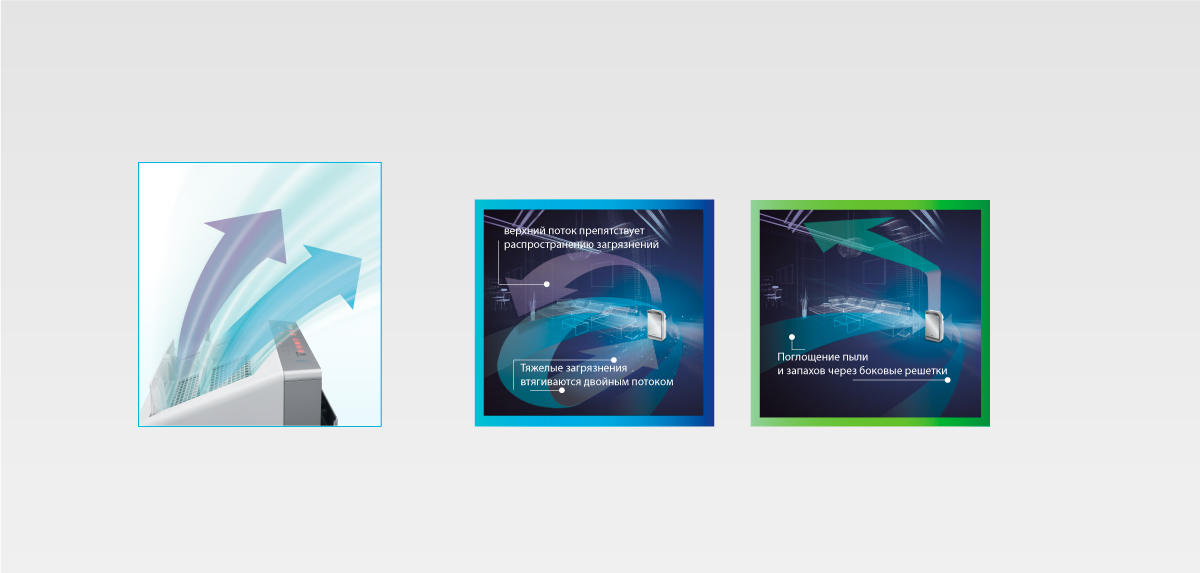 верхний поток препятствует
распространению загрязнений
Тяжелые загрязнения
втягиваются двойным потоком
Поглощение пыли
и запахов через боковые решетки